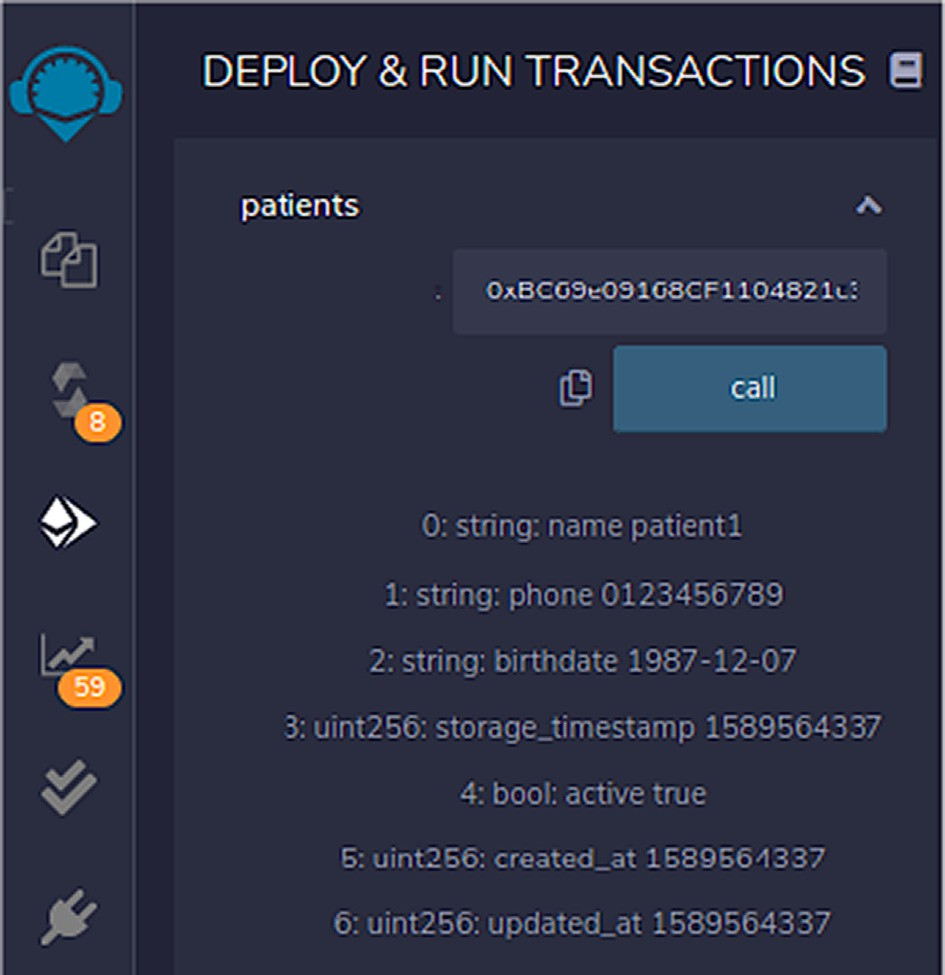 DEPLOY & RUN TRANSACTIONS
patients
:
call
8
0: string: name patient1
1: string: phone 0123456789
2: string: birthdate 1987-12-07
59
3: uint256: storage_timestamp 1589564337
4: bool: active true
5: uint256: created_at 1589564337
6: uint256: updated_at 1589564337